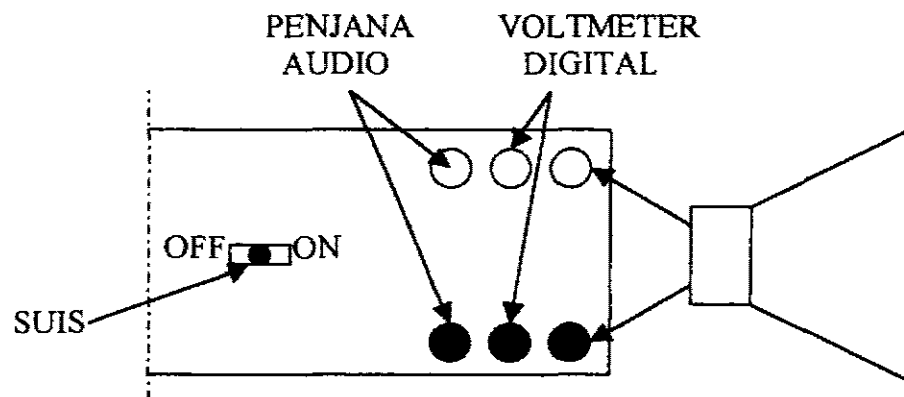 PENJANA
AUDIO
VOLTMETER
DIGITAL
OFF ON
SUIS